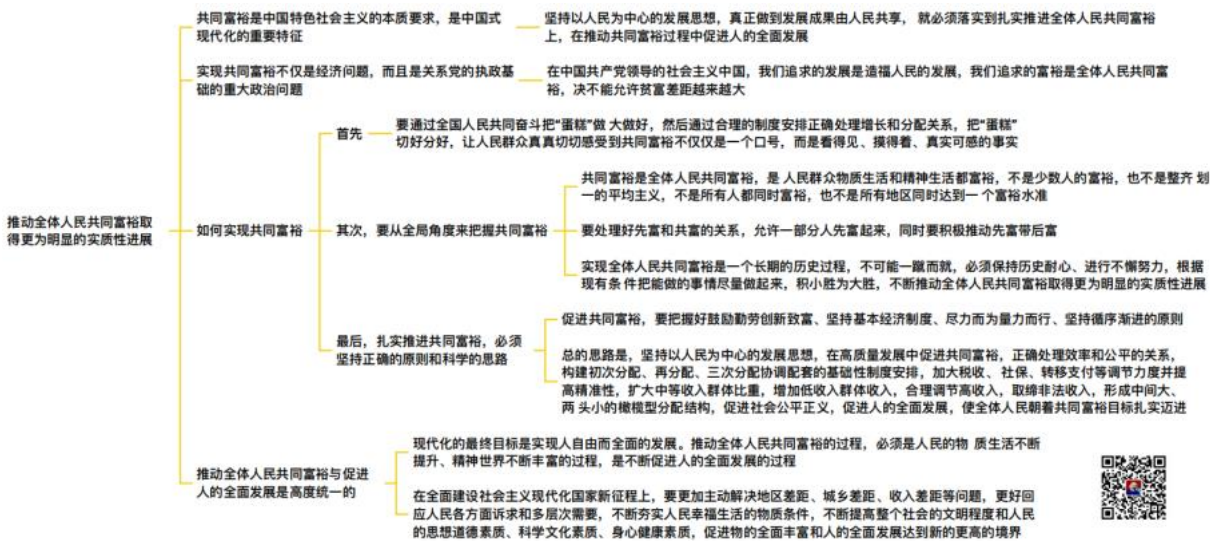 共同富裕是中国特色社会主义的本质要求，是中国式
现代化的重要特征
坚持以人民为中心的发展思想，真正做到发展成果由人民共享， 就必须落实到扎实推进全体人民共同富裕
上，在推动共同富裕过程中促进人的全面发展
实现共同富裕不仅是经济问题，而且是关系党的执政基
础的重大政治问题
在中国共产党领导的社会主义中国，我们追求的发展是造福人民的发展，我们追求的富裕是全体人民共同富
裕，决不能允许贫富差距越来越大
首先
要通过全国人民共同奋斗把“蛋糕”做 大做好，然后通过合理的制度安排正确处理增长和分配关系，把“蛋糕”
切好分好，让人民群众真真切切感受到共同富裕不仅仅是一个口号，而是看得见、摸得着、真实可感的事实
推动全体人民共同富裕取
得更为明显的实质性进展
如何实现共同富裕
其次，要从全局角度来把握共同富裕
共同富裕是全体人民共同富裕，是 人民群众物质生活和精神生活都富裕，不是少数人的富裕，也不是整齐 划
一的平均主义，不是所有人都同时富裕，也不是所有地区同时达到一 个富裕水准
要处理好先富和共富的关系，允许一部分人先富起来，同时要积极推动先富带后富
实现全体人民共同富裕是一个长期的历史过程，不可能一蹴而就，必须保持历史耐心、进行不懈努力，根据
现有条 件把能做的事情尽量做起来，积小胜为大胜，不断推动全体人民共同富裕取得更为明显的实质性进展
最后，扎实推进共同富裕，必须
坚持正确的原则和科学的思路
促进共同富裕，要把握好鼓励勤劳创新致富、坚持基本经济制度、尽力而为量力而行、坚持循序渐进的原则
总的思路是，坚持以人民为中心的发展思想，在高质量发展中促进共同富裕，正确处理效率和公平的关系，
构建初次分配、再分配、三次分配协调配套的基础性制度安排，加大税收、社保、转移支付等调节力度并提
高精准性，扩大中等收入群体比重，增加低收入群体收入，合理调节高收入，取缔非法收入，形成中间大、
两 头小的橄榄型分配结构，促进社会公平正义，促进人的全面发展，使全体人民朝着共同富裕目标扎实迈进
推动全体人民共同富裕与促进
人的全面发展是高度统一的
现代化的最终目标是实现人自由而全面的发展。推动全体人民共同富裕的过程，必须是人民的物 质生活不断
提升、精神世界不断丰富的过程，是不断促进人的全面发展的过程
在全面建设社会主义现代化国家新征程上，要更加主动解决地区差距、城乡差距、收入差距等问题，更好回
应人民各方面诉求和多层次需要，不断夯实人民幸福生活的物质条件，不断提高整个社会的文明程度和人民
的思想道德素质、科学文化素质、身心健康素质，促进物的全面丰富和人的全面发展达到新的更高的境界